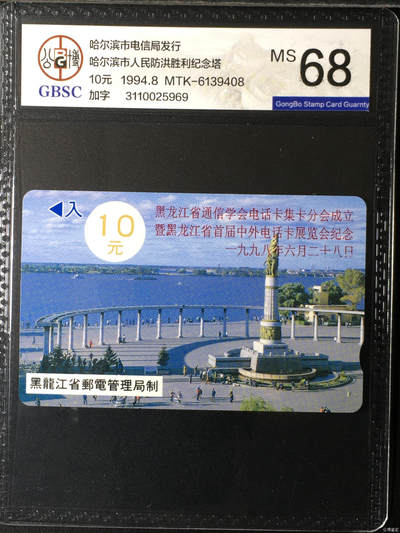 哈尔滨市电信局发行
哈尔滨市人民防洪胜利纪念塔
10元 1994.8 MTK-6139408
加字 3110025969
公博
GBSC
MS 68
GongBo Stamp Card Guarnty
入
10
元
黑龙江省通信学会电话卡集卡分会成立
暨黑龙江省首届中外电话卡展览会纪念
一九九八年六月二十八日
黑龍江省郵電管理局制